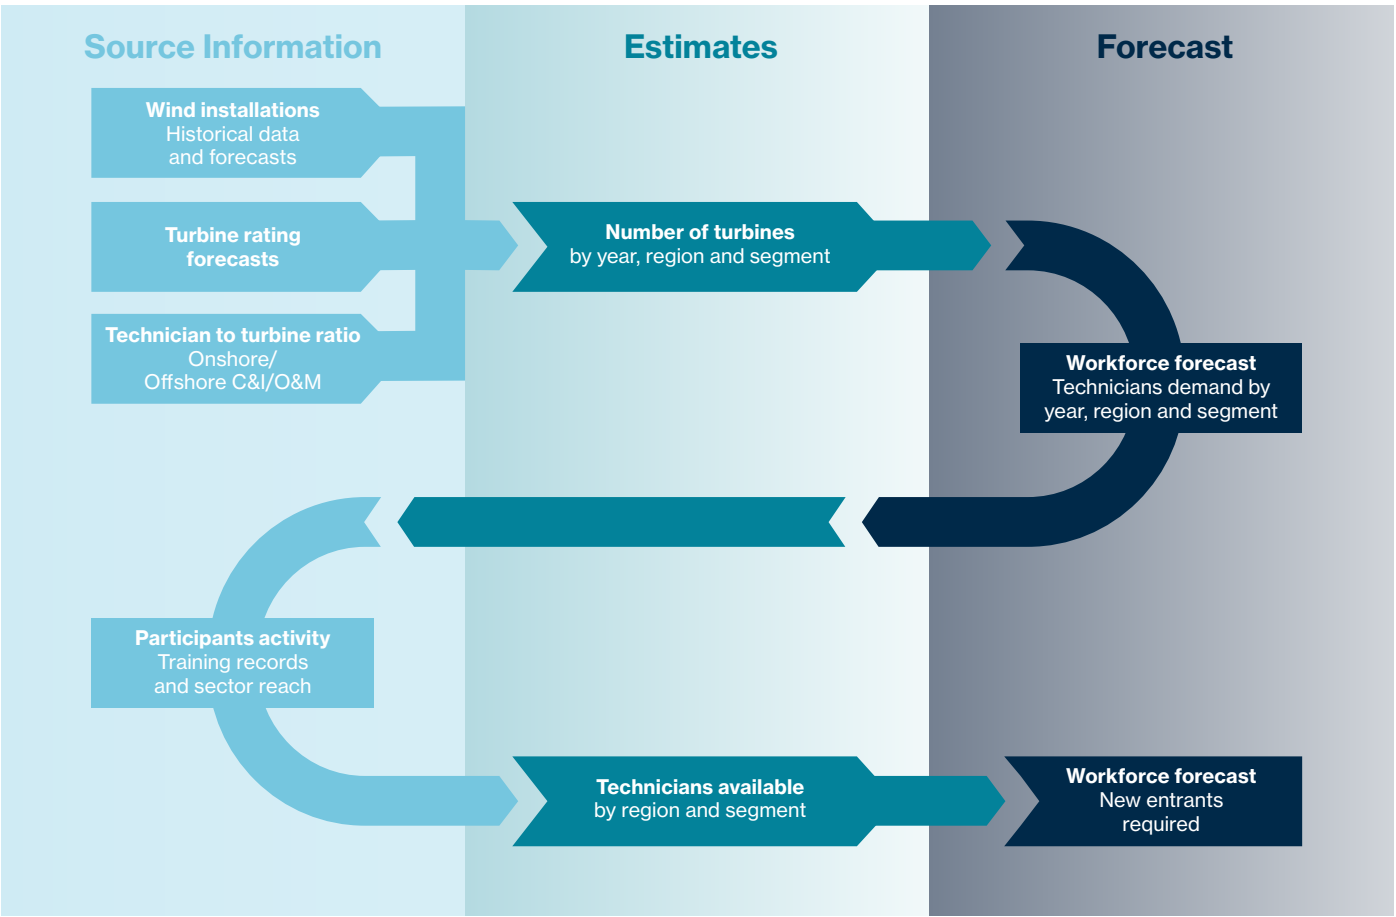 Source Information
Estimates
Forecast
Wind installations
Historical data
and forecasts
Turbine rating
forecasts
Technician to turbine ratio
Onshore/
Offshore C&I/O&M
Number of turbines
by year, region and segment
Workforce forecast
Technicians demand by
year, region and segment
Participants activity
Training records
and sector reach
Technicians available
by region and segment
Workforce forecast
New entrants
required